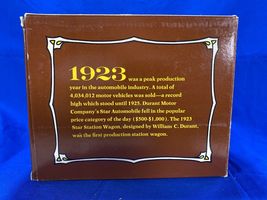 1923 was a peak production
year in the automobile industry. A total of
4,034,012 motor vehicles was sold—a record
high which stood until 1925. Durant Motor
Company's Star Automobile fell in the popular
price category of the day ($500-$1,000). The 1923
Star Station Wagon, designed by William C. Durant,
was the first production station wagon.